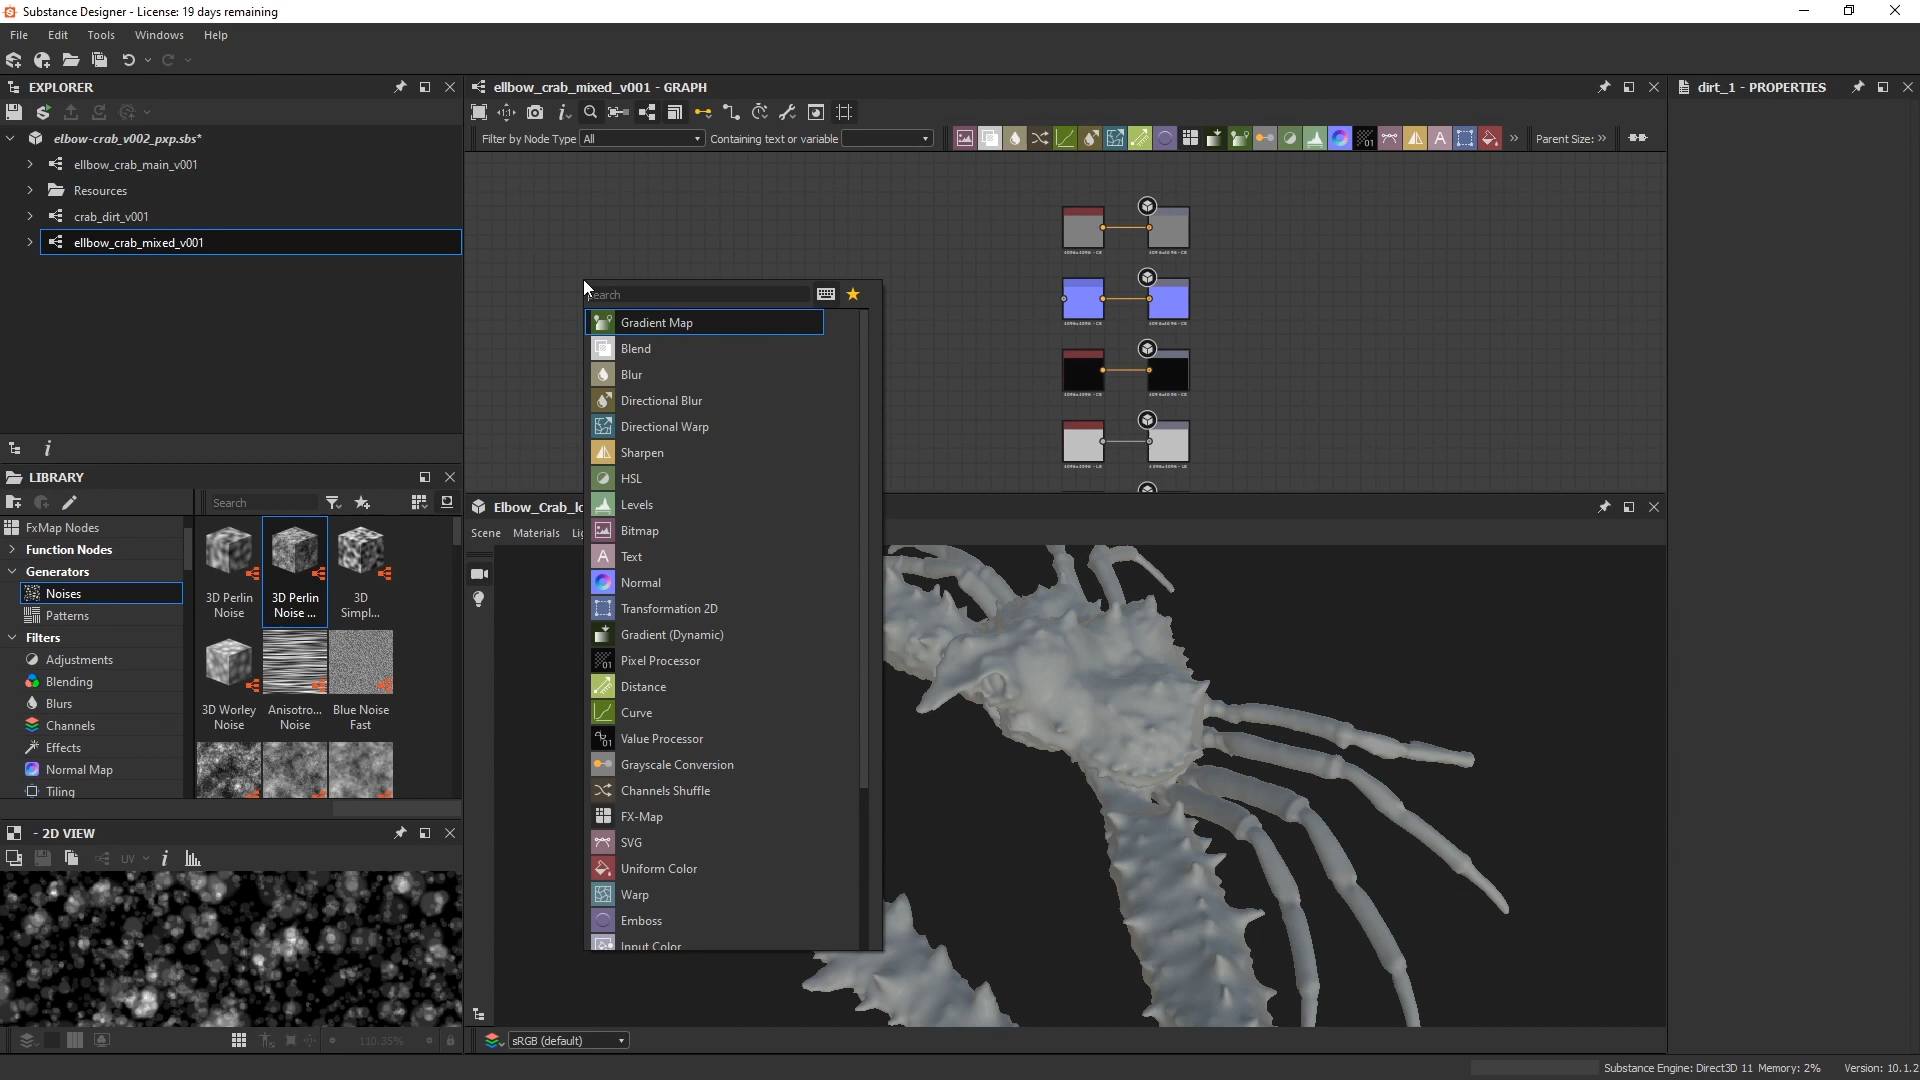 Substance Designer - License: 19 days remaining
File Edit Tools Windows Help
EXPLORER
elbow-crab_v002_pxp.sbs*
ellbow_crab_main_v001
Resources
crab_dirt_v001
ellbow_crab_mixed_v001
ellbow_crab_mixed_v001 - GRAPH
Filter by Node Type All Containing text or variable
Parent Size: »
dirt_1 - PROPERTIES
earch
Gradient Map
Blend
Blur
Directional Blur
Directional Warp
Sharpen
HSL
Levels
Bitmap
Text
Normal
Transformation 2D
Gradient (Dynamic)
Pixel Processor
Distance
Curve
Value Processor
Grayscale Conversion
Channels Shuffle
FX-Map
SVG
Uniform Color
Warp
Emboss
Input Color
LIBRARY
Search
FxMap Nodes
Function Nodes
Generators
Noises
Patterns
Filters
Adjustments
Blending
Blurs
Channels
Effects
Normal Map
Tiling
3D Perlin Noise
3D Perlin Noise ...
3D Simpl...
3D Worley Noise
Anisotro... Noise
Blue Noise Fast
Elbow_Crab_lo
Scene Materials Lig
- 2D VIEW
UV
110.35%
sRGB (default)
Substance Engine: Direct3D 11 Memory: 2% Version: 10.1.2